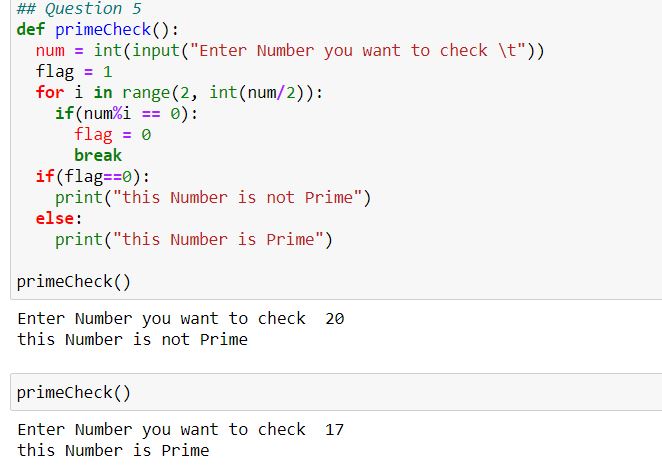 ## Question 5
def primeCheck():
  num = int(input("Enter Number you want to check \t"))
  flag = 1
  for i in range(2, int(num/2)):
    if(num%i == 0):
      flag = 0
      break
  if(flag==0):
    print("this Number is not Prime")
  else:
    print("this Number is Prime")
primeCheck()
Enter Number you want to check  20
this Number is not Prime
primeCheck()
Enter Number you want to check  17
this Number is Prime